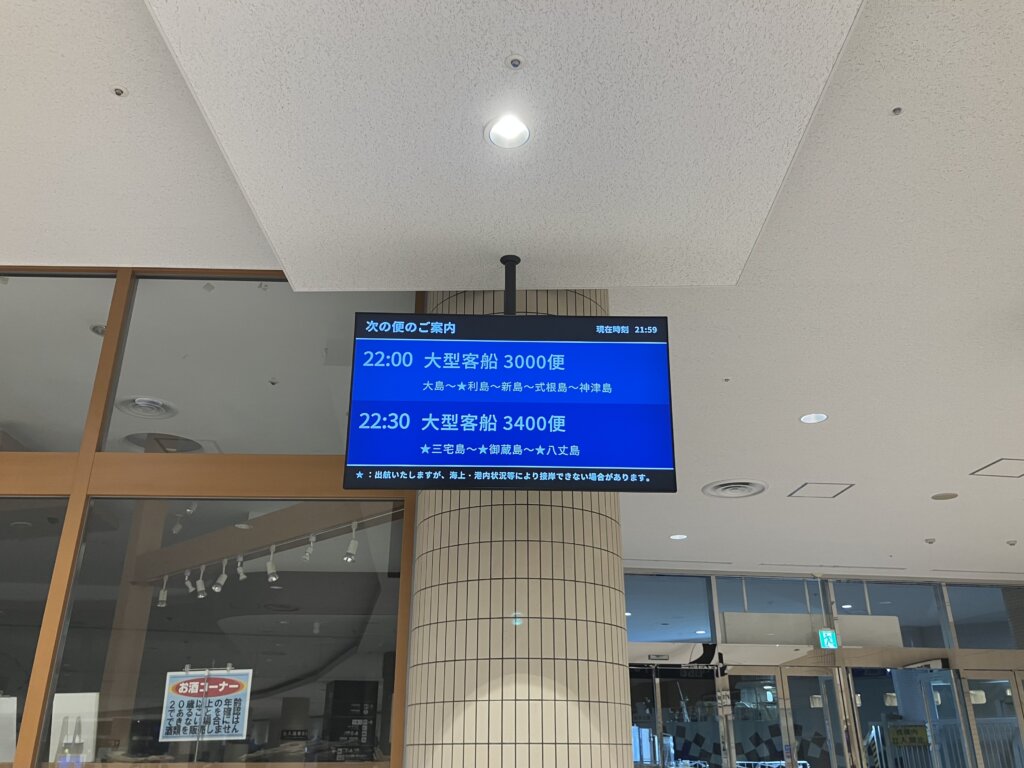 次の便のご案内
現在時刻 21:59
22:00 大型客船 3000便
大島～★利島～新島～式根島～神津島
22:30 大型客船 3400便
★三宅島～★御蔵島～★八丈島
★：出航いたしますが、海上・港内状況等により接岸できない場合があります。
お酒コーナー